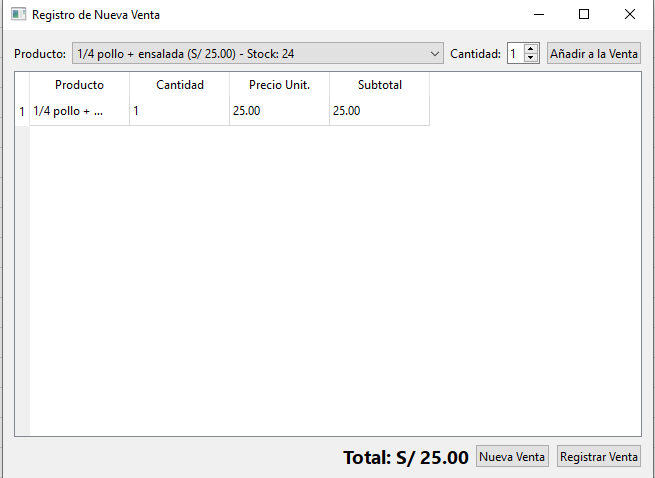 Registro de Nueva Venta
Producto: 1/4 pollo + ensalada (S/ 25.00) - Stock: 24 Cantidad: 1 Añadir a la Venta
Producto Cantidad Precio Unit. Subtotal
1 1/4 pollo + ... 1 25.00 25.00
Total: S/ 25.00 Nueva Venta Registrar Venta